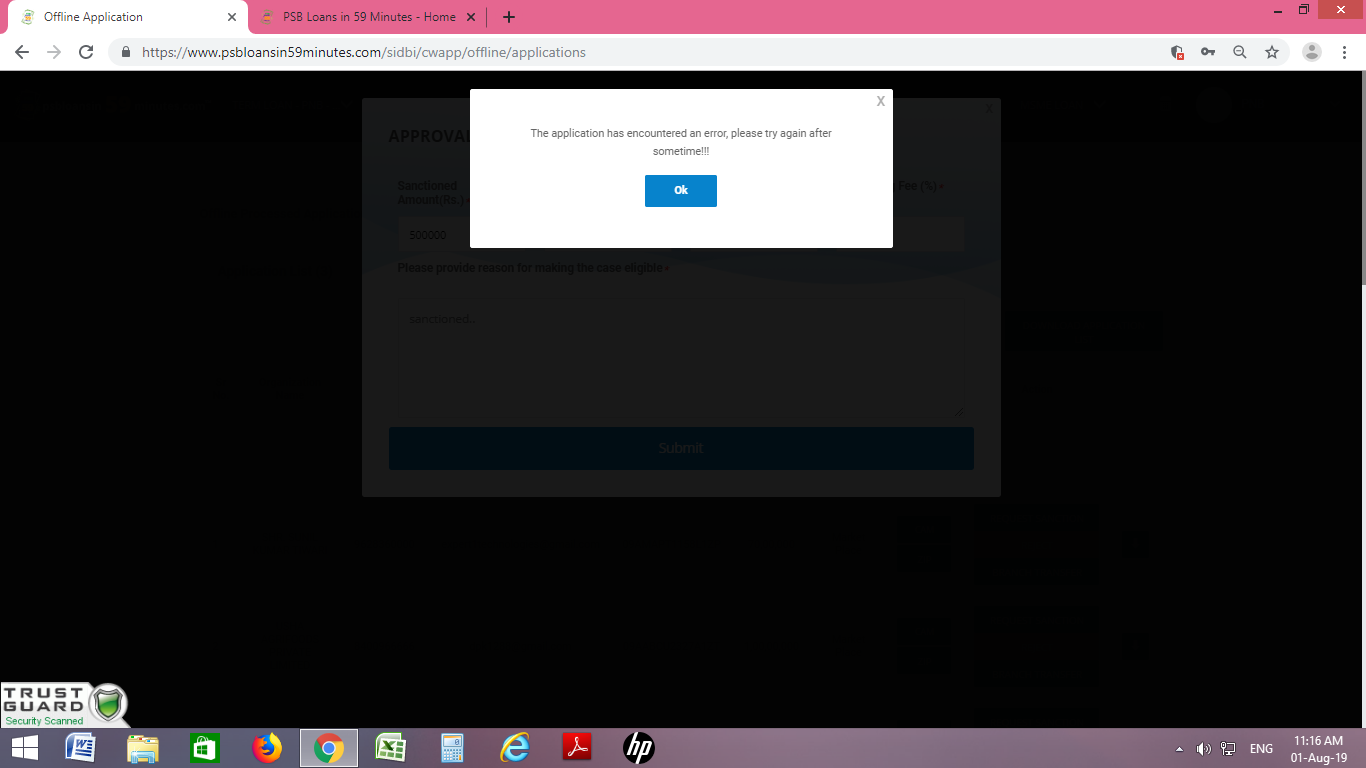 Offline Application
PSB Loans in 59 Minutes - Home
https://www.psbloansin59minutes.com/sidbi/cwapp/offline/applications
X
The application has encountered an error, please try again after
sometime!!!
Ok
X
APPROVAL
Sanctioned
Amount(Rs.)
Fee (%)*
500000
Please provide reason for making the case eligible*
sanctioned..
Submit
TRUST
GUARD
Security Scanned
ENG
11:16 AM
01-Aug-19